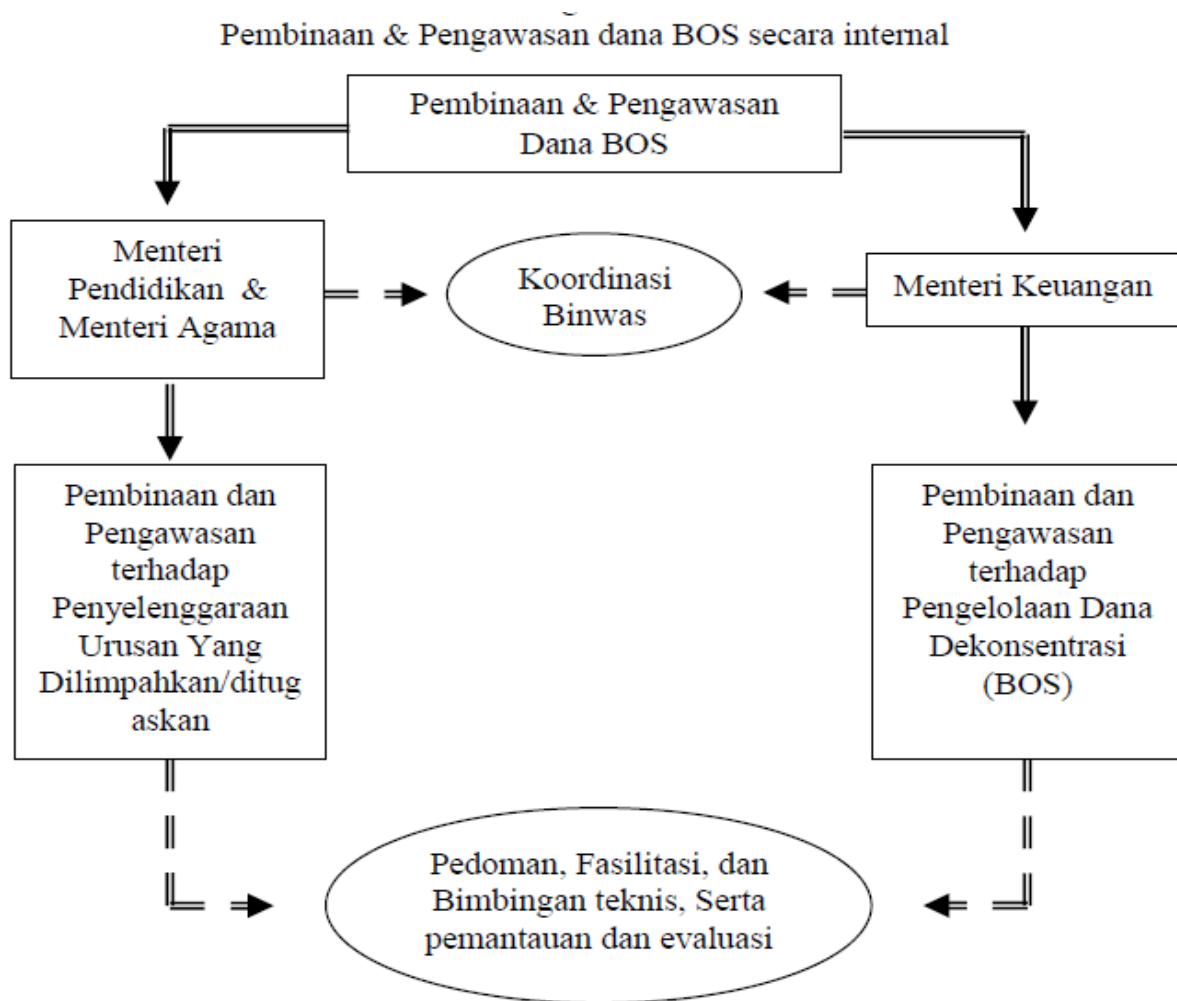 Pembinaan & Pengawasan dana BOS secara internal
Pembinaan & Pengawasan
Dana BOS
Menteri
Pendidikan &
Menteri Agama
Koordinasi
Binwas
Menteri Keuangan
Pembinaan dan
Pengawasan
terhadap
Penyelenggaraan
Urusan Yang
Dilimpahkan/ditug
askan
Pembinaan dan
Pengawasan
terhadap
Pengelolaan Dana
Dekonsentrasi
(BOS)
Pedoman, Fasilitasi, dan
Bimbingan teknis, Serta
pemantauan dan evaluasi